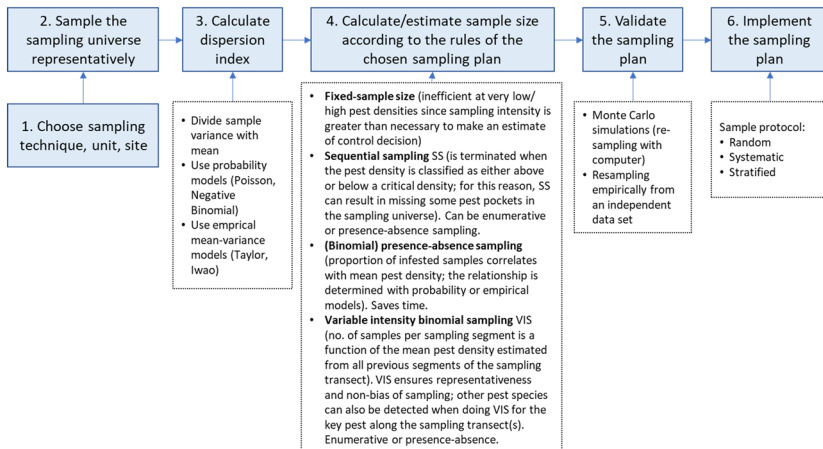 2. Sample the
sampling universe
representatively
1. Choose sampling
technique, unit, site
3. Calculate
dispersion
index
• Divide sample
variance with
mean
• Use probability
models (Poisson,
Negative
Binomial)
• Use emprical
mean-variance
models (Taylor,
Iwao)
4. Calculate/estimate sample size
according to the rules of the
chosen sampling plan
• Fixed-sample size (inefficient at very low/
high pest densities since sampling intensity is
greater than necessary to make an estimate
of control decision)
• Sequential sampling SS (is terminated when
the pest density is classified as either above
or below a critical density; for this reason, SS
can result in missing some pest pockets in
the sampling universe). Can be enumerative
or presence-absence sampling.
• (Binomial) presence-absence sampling
(proportion of infested samples correlates
with mean pest density; the relationship is
determined with probability or empirical
models). Saves time.
• Variable intensity binomial sampling VIS
(no. of samples per sampling segment is a
function of the mean pest density estimated
from all previous segments of the sampling
transect). VIS ensures representativeness
and non-bias of sampling; other pest species
can also be detected when doing VIS for the
key pest along the sampling transect(s).
Enumerative or presence-absence.
5. Validate
the sampling
plan
• Monte Carlo
simulations (re-
sampling with
computer)
• Resampling
empirically from
an independent
data set
6. Implement
the sampling
plan
Sample protocol:
• Random
• Systematic
• Stratified